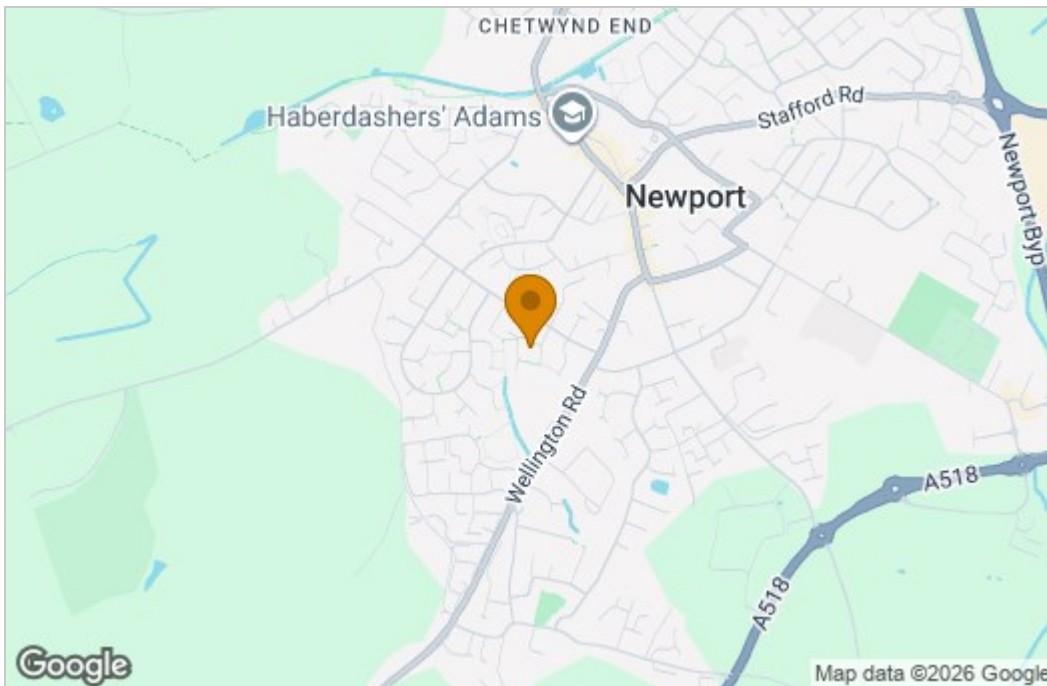 CHETWYND END
Haberdashers' Adams
Stafford Rd
Newport
Newport Byp
Wellington Rd
A518
A518
Google
Map data ©2026 Google